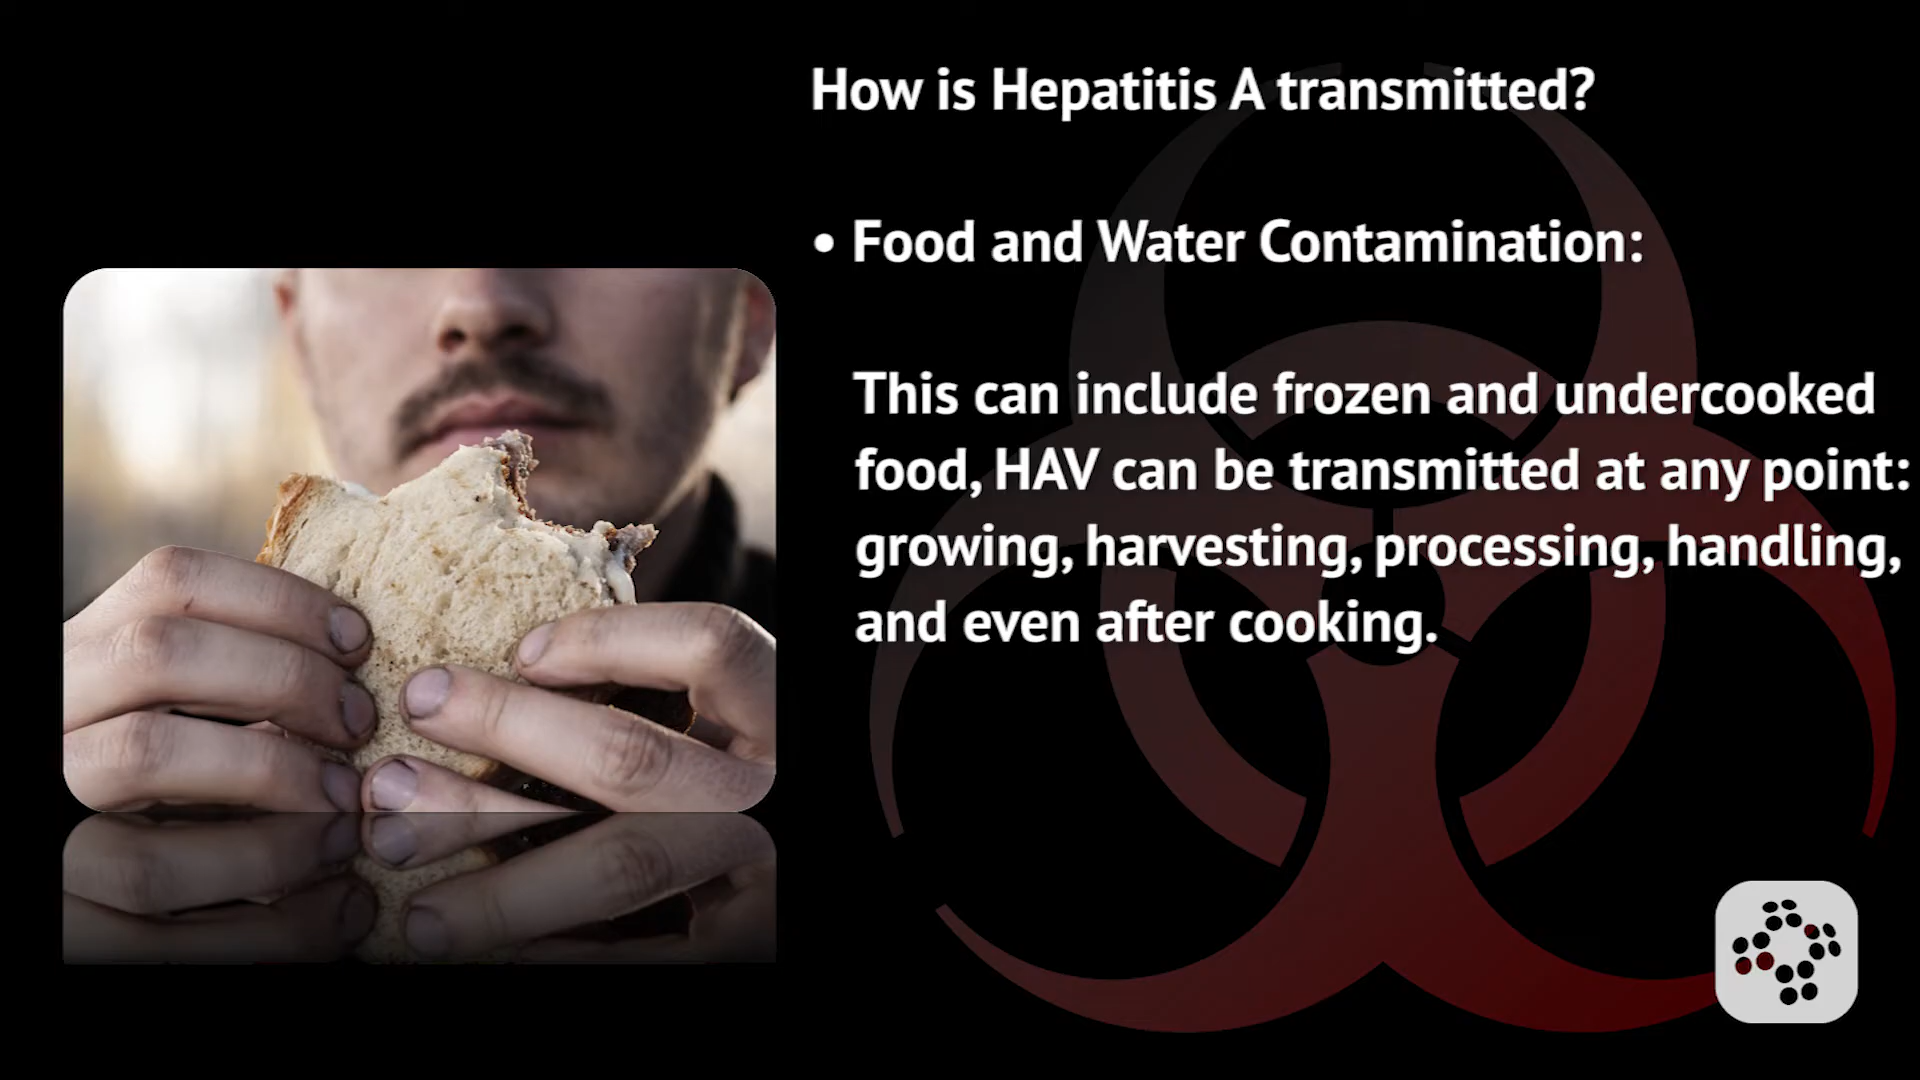 How is Hepatitis A transmitted?
• Food and Water Contamination:
This can include frozen and undercooked
food, HAV can be transmitted at any point:
growing, harvesting, processing, handling,
and even after cooking.